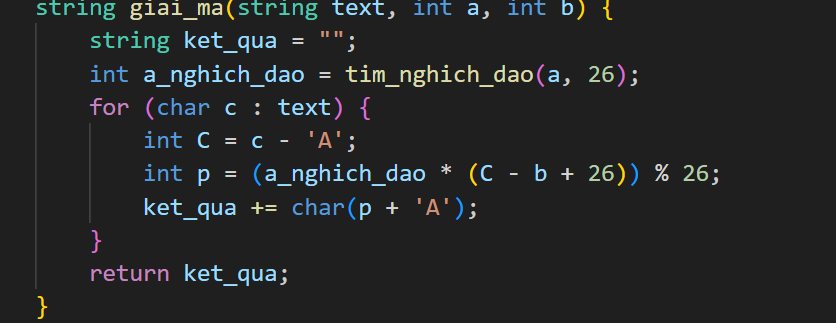 string giai_ma(string text, int a, int b) {
    string ket_qua = "";
    int a_nghich_dao = tim_nghich_dao(a, 26);
    for (char c : text) {
        int C = c - 'A';
        int p = (a_nghich_dao * (C - b + 26)) % 26;
        ket_qua += char(p + 'A');
    }
    return ket_qua;
}